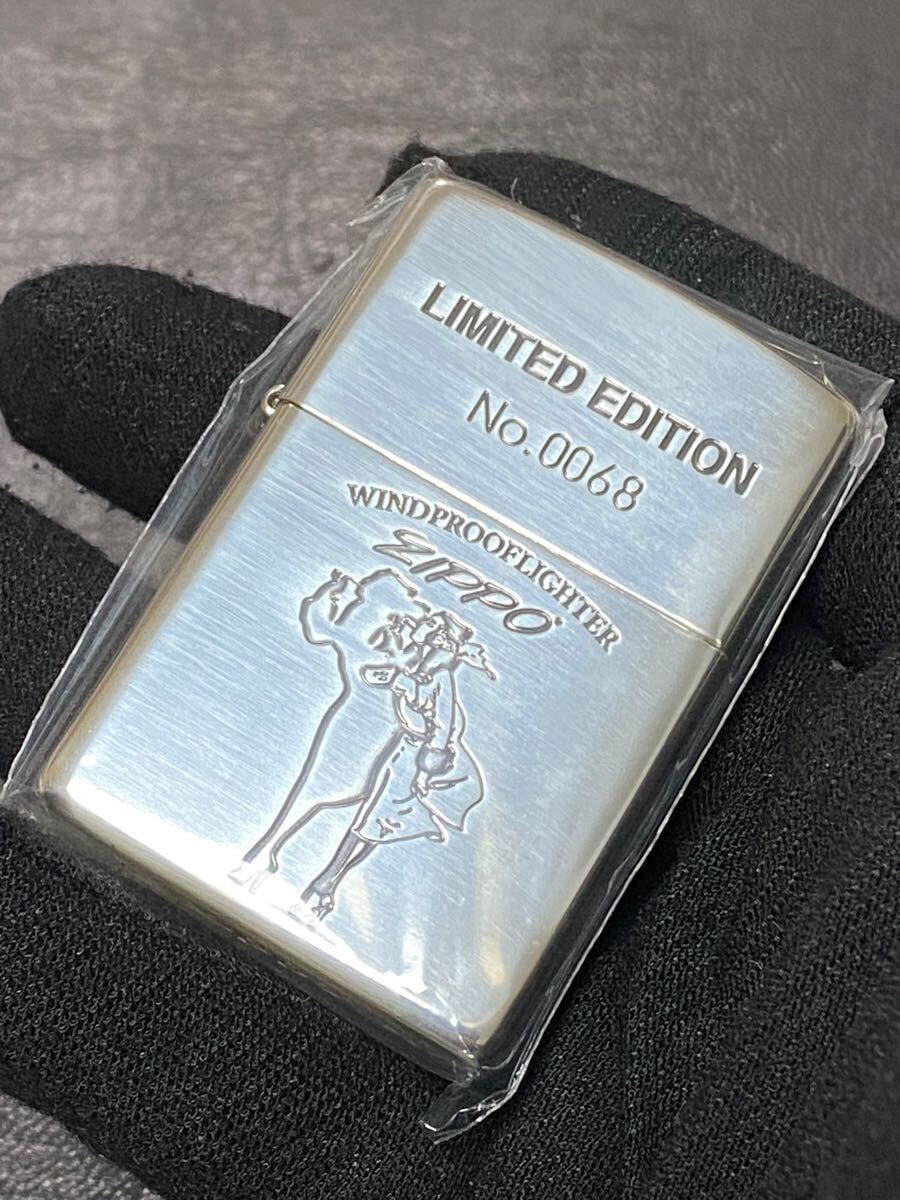 LIMITED EDITION
No.0068
WINDPROOFLIGHTER
ZIPPO